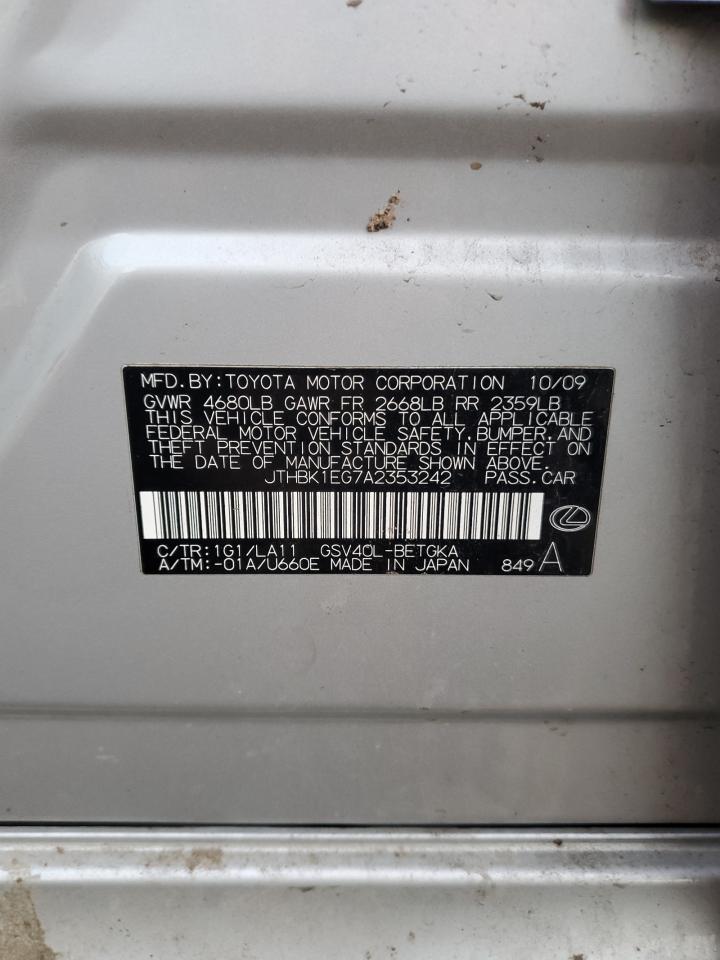 MFD.BY:TOYOTA MOTOR CORPORATION 10/09
GVWR 4680LB GAWR FR 2668LB RR 2359LB
THIS VEHICLE CONFORMS TO ALL APPLICABLE
FEDERAL MOTOR VEHICLE SAFETY,BUMPER,AND
THEFT PREVENTION STANDARDS IN EFFECT ON
THE DATE OF MANUFACTURE SHOWN ABOVE.
JTHBK1EG7A2353242 PASS.CAR
C/TR:1G1/LA11 GSV40L-BETGKA
A/TM:-01A/U660E MADE IN JAPAN 849 A